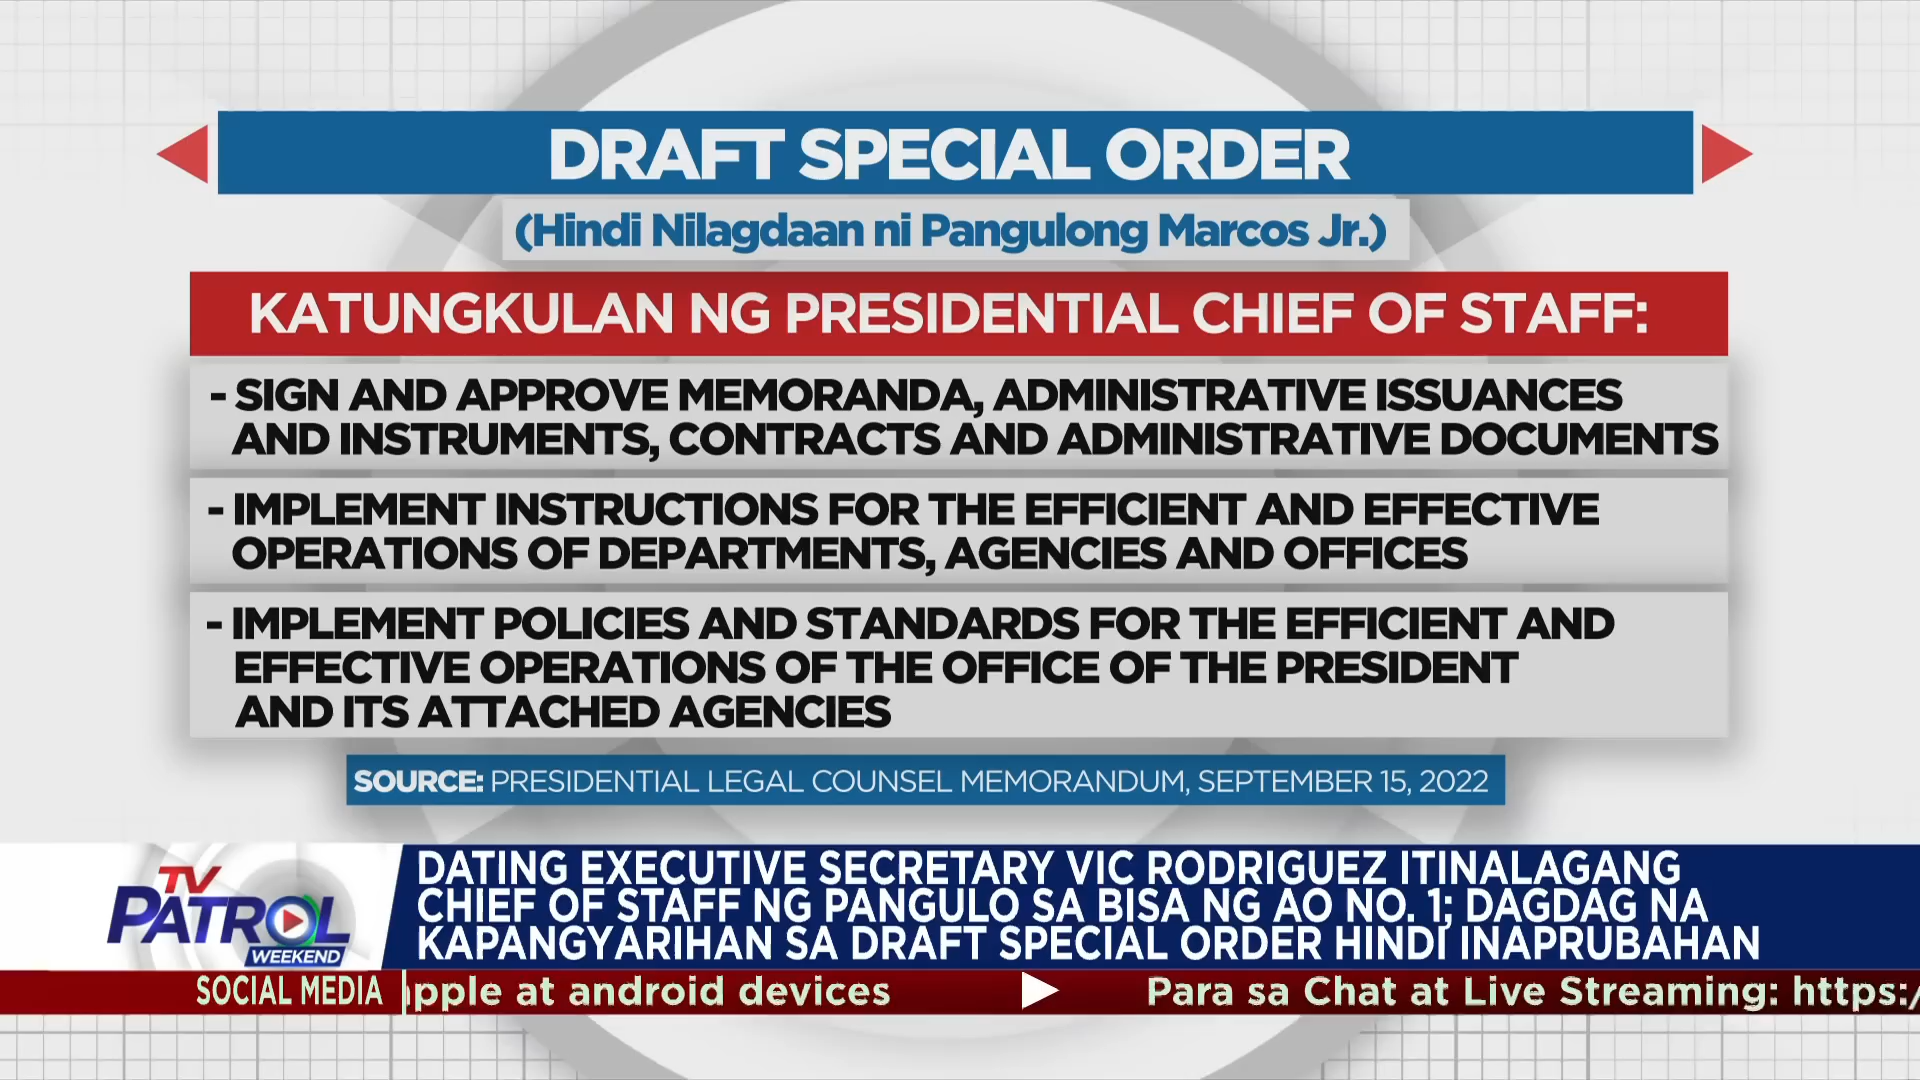 DRAFT SPECIAL ORDER
(Hindi Nilagdaan ni Pangulong Marcos Jr.)
KATUNGKULAN NG PRESIDENTIAL CHIEF OF STAFF:
- SIGN AND APPROVE MEMORANDA, ADMINISTRATIVE ISSUANCES
AND INSTRUMENTS, CONTRACTS AND ADMINISTRATIVE DOCUMENTS
- IMPLEMENT INSTRUCTIONS FOR THE EFFICIENT AND EFFECTIVE
OPERATIONS OF DEPARTMENTS, AGENCIES AND OFFICES
- IMPLEMENT POLICIES AND STANDARDS FOR THE EFFICIENT AND
EFFECTIVE OPERATIONS OF THE OFFICE OF THE PRESIDENT
AND ITS ATTACHED AGENCIES
SOURCE: PRESIDENTIAL LEGAL COUNSEL MEMORANDUM, SEPTEMBER 15, 2022
TV
PATROL
WEEKEND
DATING EXECUTIVE SECRETARY VIC RODRIGUEZ ITINALAGANG
CHIEF OF STAFF NG PANGULO SA BISA NG AO NO. 1; DAGDAG NA
KAPANGYARIHAN SA DRAFT SPECIAL ORDER HINDI INAPRUBAHAN
SOCIAL MEDIA pple at android devices Para sa Chat at Live Streaming: https:/